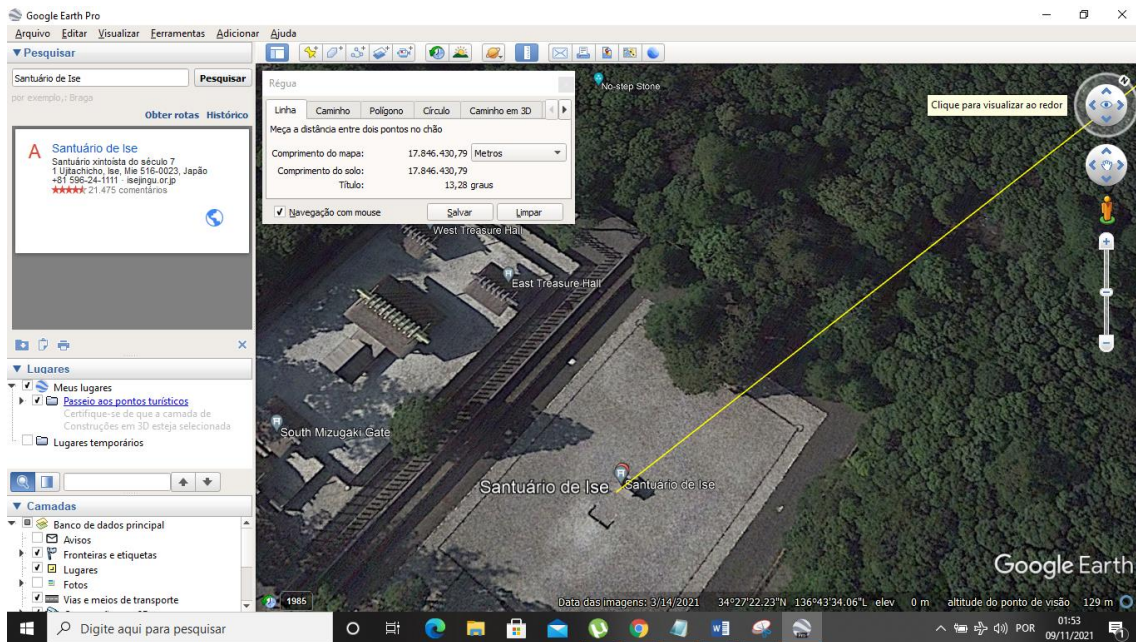 Google Earth Pro
Arquivo Editar Visualizar Ferramentas Adicionar Ajuda
Pesquisar
Santuário de Ise
Pesquisar
por exemplo,: Braga
Obter rotas Histórico
A
Santuário de Ise
Santuário xintoísta do século 7
1 Ujitachicho, Ise, Mie 516-0023, Japão
+81 596-24-1111 · isejingu.or.jp
21.475 comentários
Lugares
Meus lugares
Passeio aos pontos turísticos
Certifique-se de que a camada de
Construções em 3D esteja selecionada
Lugares temporários
Camadas
Banco de dados principal
Avisos
Fronteiras e etiquetas
Lugares
Fotos
Vias e meios de transporte
Régua
Linha Caminho Polígono Círculo Caminho em 3D
Meça a distância entre dois pontos no chão
Comprimento do mapa: 17.846.430,79 Metros
Comprimento do solo: 17.846.430,79
Título: 13,28 graus
Navegação com mouse
Salvar
Limpar
No-step Stone
Clique para visualizar ao redor
N
West Treasure Hall
East Treasure Hall
South Mizugaki Gate
Santuário de Ise
Santuário de Ise
Google Earth
1985
Data das imagens: 3/14/2021 34°27'22.23"N 136°43'34.06"L elev 0 m altitude do ponto de visão 129 m
Digite aqui para pesquisar
POR
01:53
09/11/2021